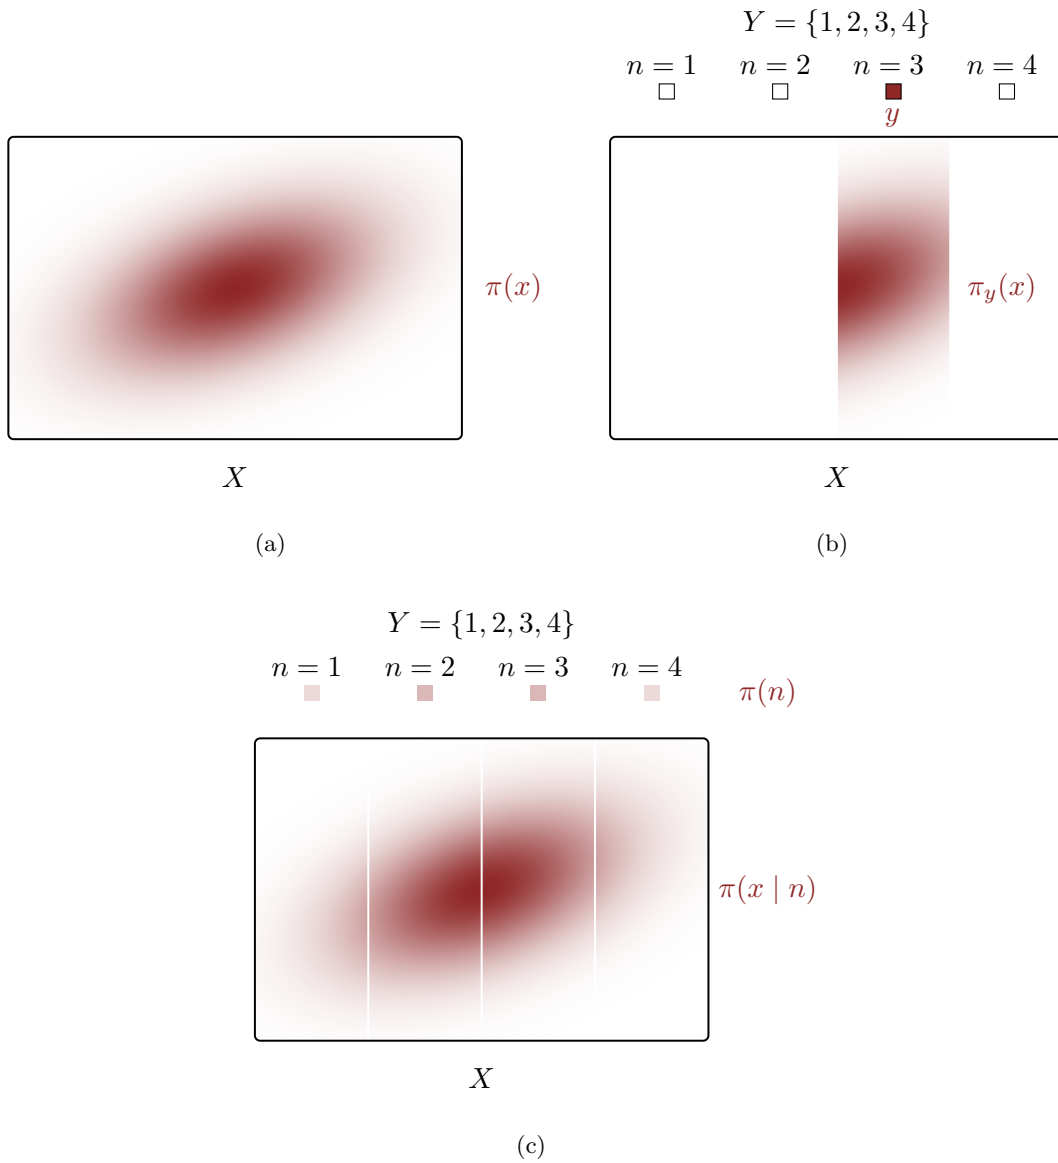 Y = {1, 2, 3, 4}
n = 1 n = 2 n = 3 n = 4
y
π(x)
π_y(x)
X
X
(a)
(b)
Y = {1, 2, 3, 4}
n = 1 n = 2 n = 3 n = 4
π(n)
π(x | n)
X
(c)